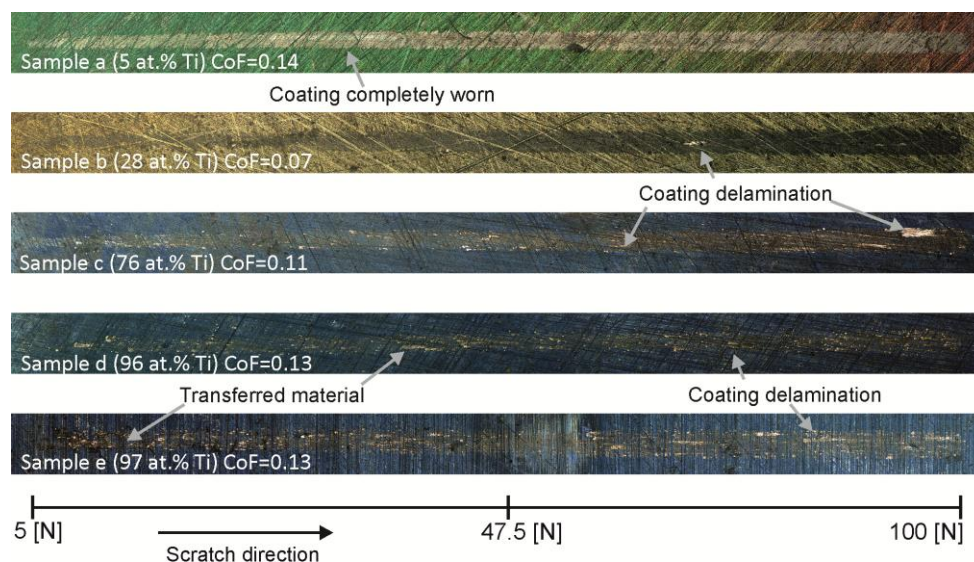 Sample a (5 at.% Ti) CoF=0.14
Coating completely worn
Sample b (28 at.% Ti) CoF=0.07
Coating delamination
Sample c (76 at.% Ti) CoF=0.11
Sample d (96 at.% Ti) CoF=0.13
Transferred material
Coating delamination
Sample e (97 at.% Ti) CoF=0.13
5 [N]
47.5 [N]
100 [N]
Scratch direction